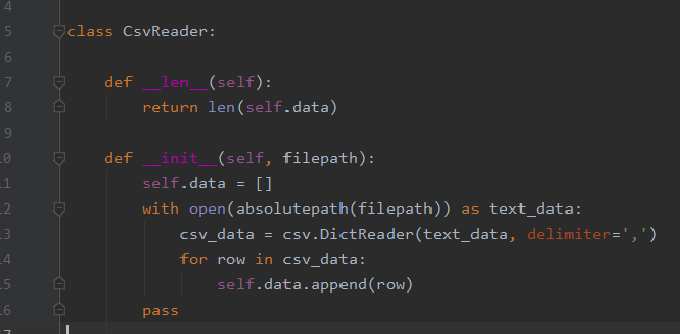 4
5 class CsvReader:
6
7     def __len__(self):
8         return len(self.data)
9
10     def __init__(self, filepath):
11         self.data = []
12         with open(absolutepath(filepath)) as text_data:
13             csv_data = csv.DictReader(text_data, delimiter=',')
14             for row in csv_data:
15                 self.data.append(row)
16         pass